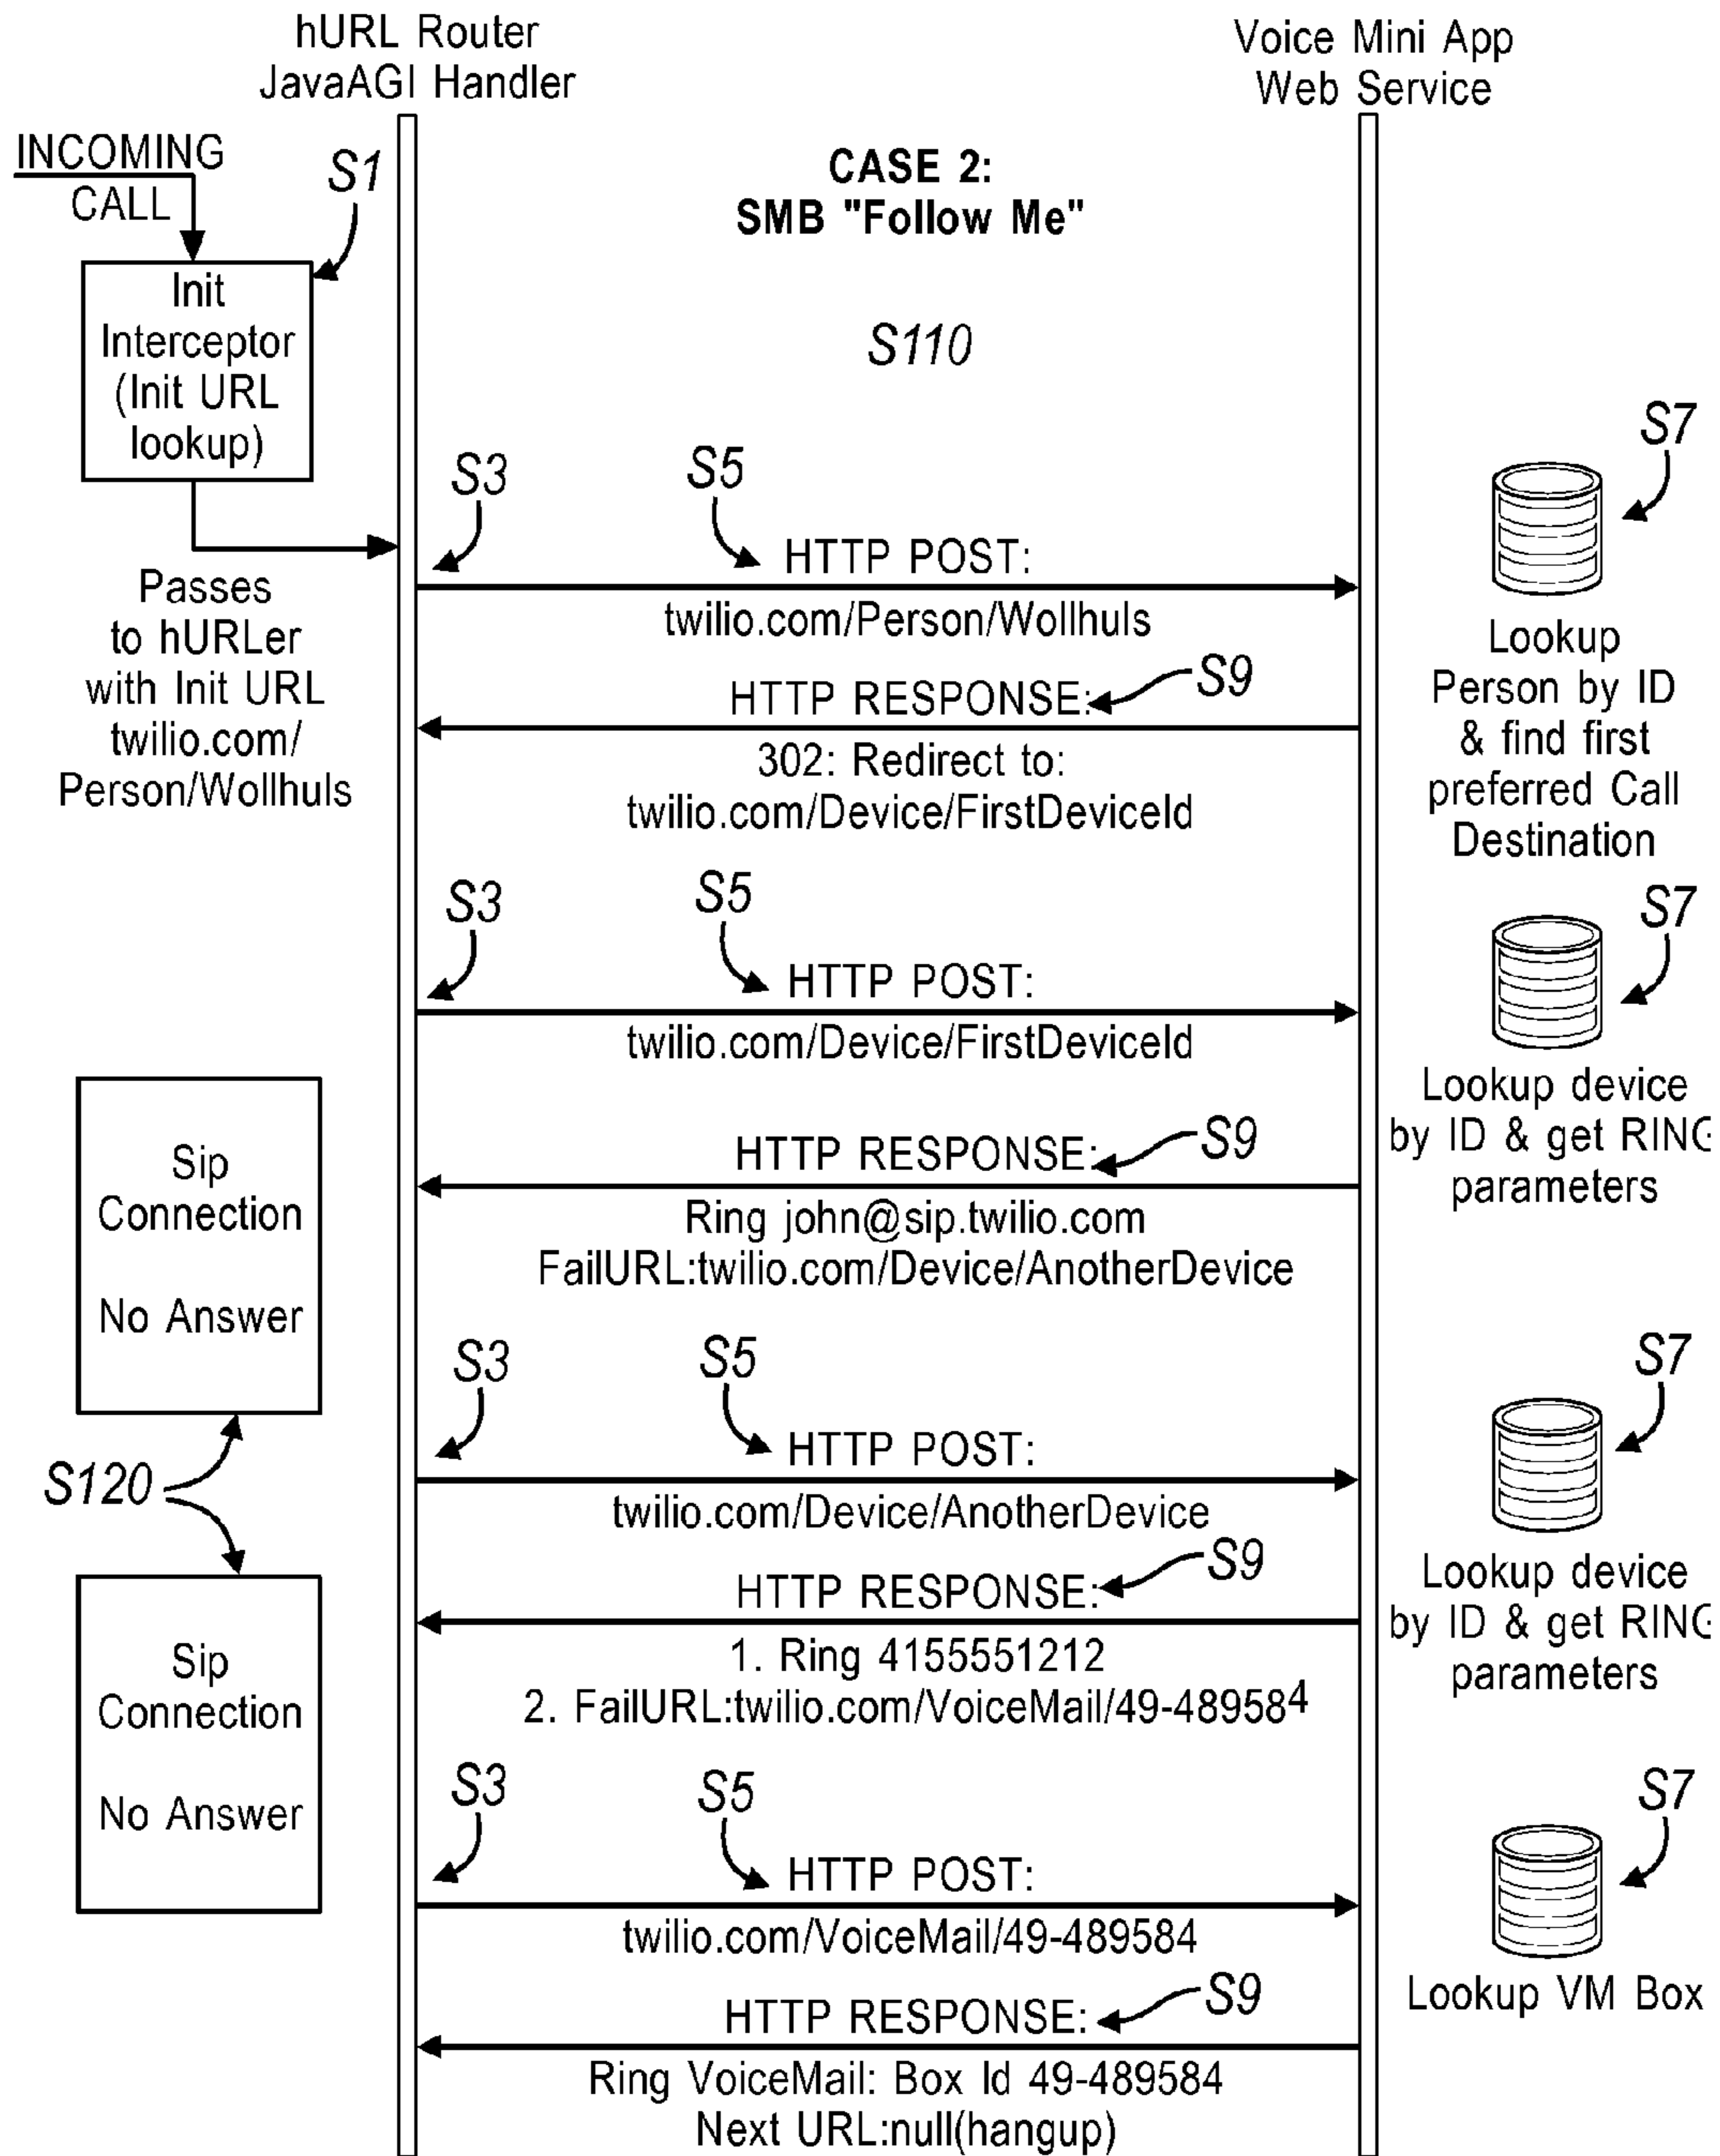 hURL Router
JavaAGI Handler
Voice Mini App
Web Service
INCOMING
CALL
S1
CASE 2:
SMB "Follow Me"
S110
Init
Interceptor
(Init URL
lookup)
Passes
to hURLer
with Init URL
twilio.com/
Person/Wollhuls
S3
S5
HTTP POST:
twilio.com/Person/Wollhuls
S7
Lookup
Person by ID
& find first
preferred Call
Destination
HTTP RESPONSE:
S9
302: Redirect to:
twilio.com/Device/FirstDeviceId
S3
S5
HTTP POST:
twilio.com/Device/FirstDeviceId
S7
Lookup device
by ID & get RING
parameters
HTTP RESPONSE:
S9
Ring john@sip.twilio.com
FailURL:twilio.com/Device/AnotherDevice
Sip
Connection
No Answer
S120
S3
S5
HTTP POST:
twilio.com/Device/AnotherDevice
S7
Lookup device
by ID & get RING
parameters
HTTP RESPONSE:
S9
1. Ring 4155551212
2. FailURL:twilio.com/VoiceMail/49-489584
Sip
Connection
No Answer
S3
S5
HTTP POST:
twilio.com/VoiceMail/49-489584
S7
Lookup VM Box
HTTP RESPONSE:
S9
Ring VoiceMail: Box Id 49-489584
Next URL:null(hangup)